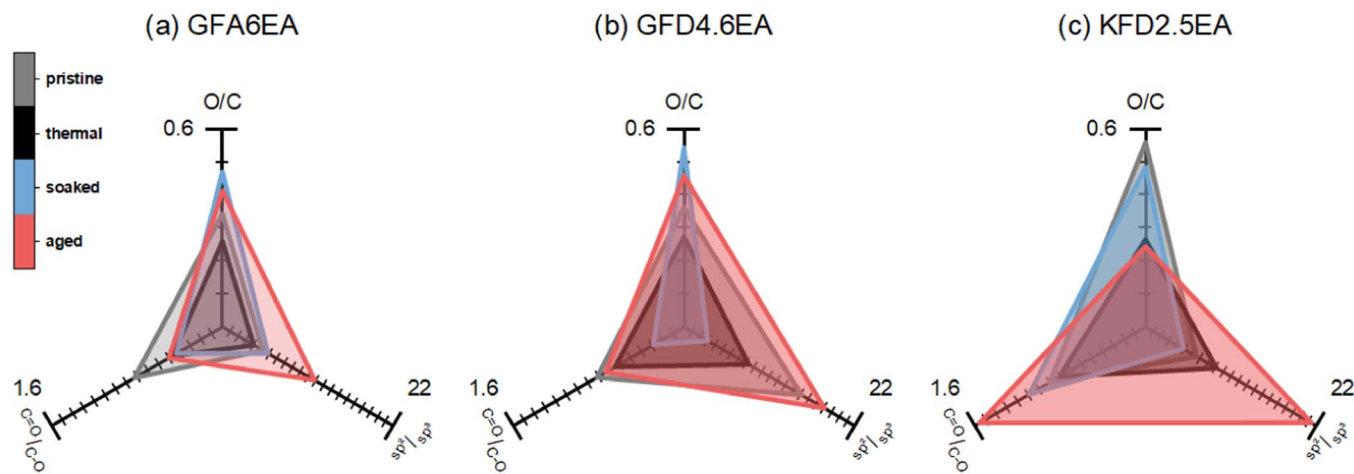 (a) GFA6EA
(b) GFD4.6EA
(c) KFD2.5EA
pristine
thermal
soaked
aged
O/C
0.6
1.6
C=O/C-O
22
sp²/sp³
O/C
0.6
1.6
C=O/C-O
22
sp²/sp³
O/C
0.6
1.6
C=O/C-O
22
sp²/sp³